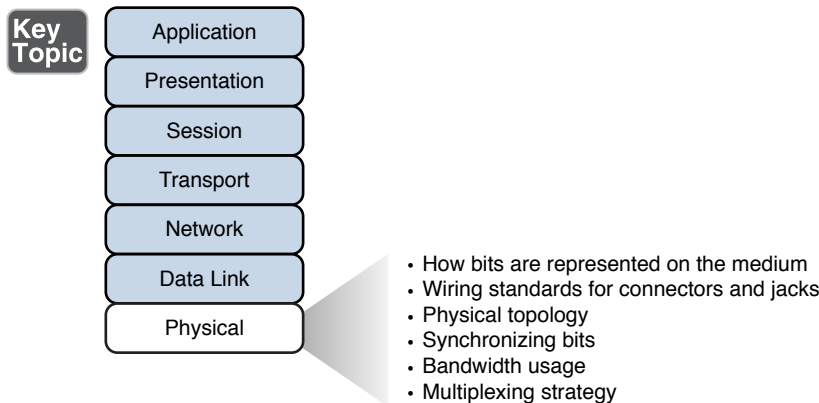 Key
Topic
Application
Presentation
Session
Transport
Network
Data Link
Physical
• How bits are represented on the medium
• Wiring standards for connectors and jacks
• Physical topology
• Synchronizing bits
• Bandwidth usage
• Multiplexing strategy